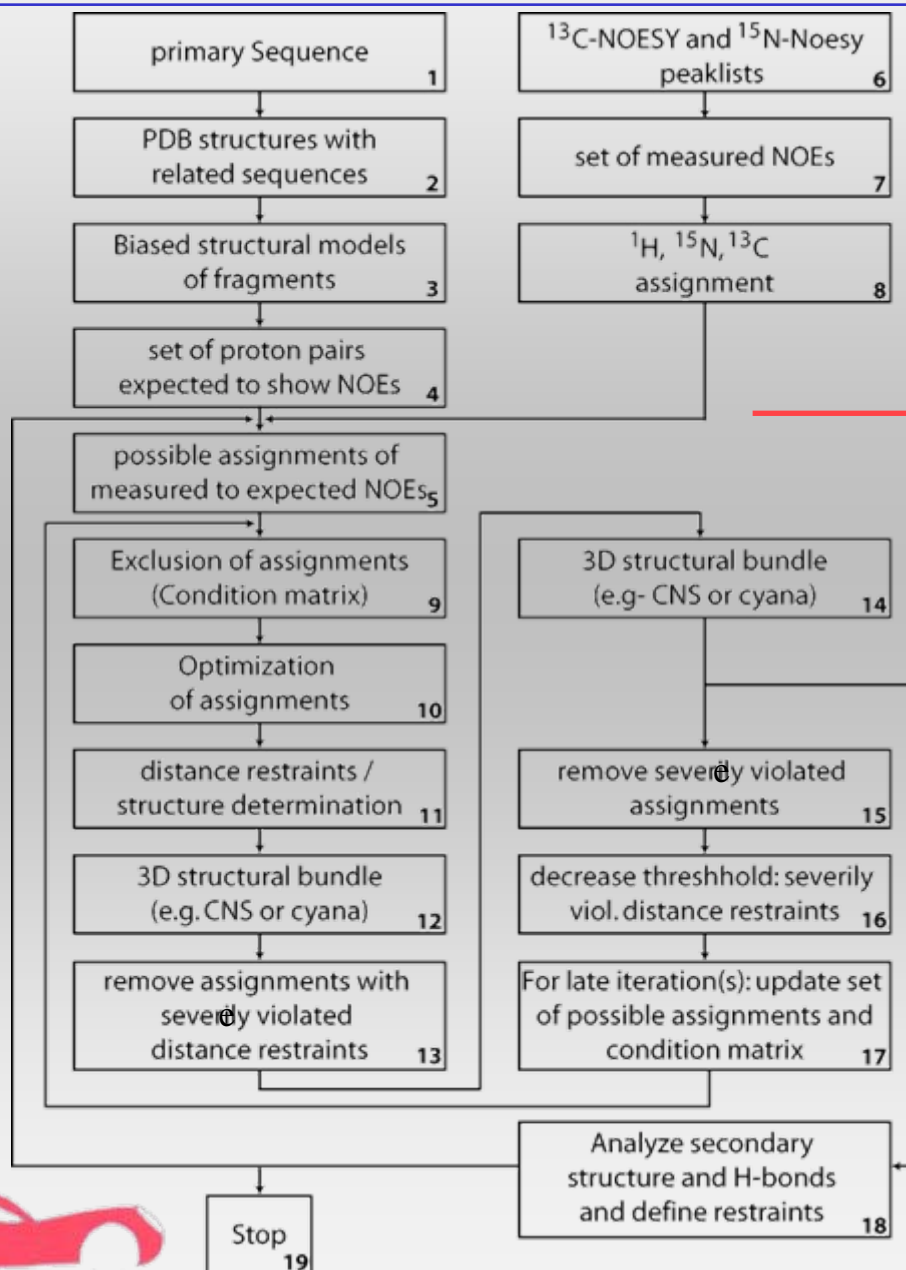 primary Sequence
1
PDB structures with
related sequences
2
Biased structural models
of fragments
3
set of proton pairs
expected to show NOEs
4
possible assignments of
measured to expected NOEs
5
¹³C-NOESY and ¹⁵N-Noesy
peaklists
6
set of measured NOEs
7
¹H, ¹⁵N,¹³C
assignment
8
Exclusion of assignments
(Condition matrix)
9
Optimization
of assignments
10
distance restraints /
structure determination
11
3D structural bundle
(e.g. CNS or cyana)
12
remove assignments with
severely violated
distance restraints
13
3D structural bundle
(e.g- CNS or cyana)
14
remove severely violated
assignments
15
decrease threshhold: severily
viol. distance restraints
16
For late iteration(s): update set
of possible assignments and
condition matrix
17
Analyze secondary
structure and H-bonds
and define restraints
18
Stop
19